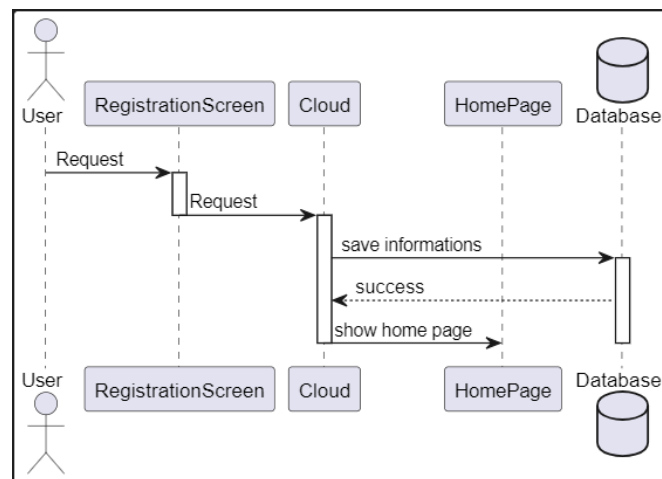 User
RegistrationScreen
Cloud
HomePage
Database
Request
Request
save informations
success
show home page
User
RegistrationScreen
Cloud
HomePage
Database